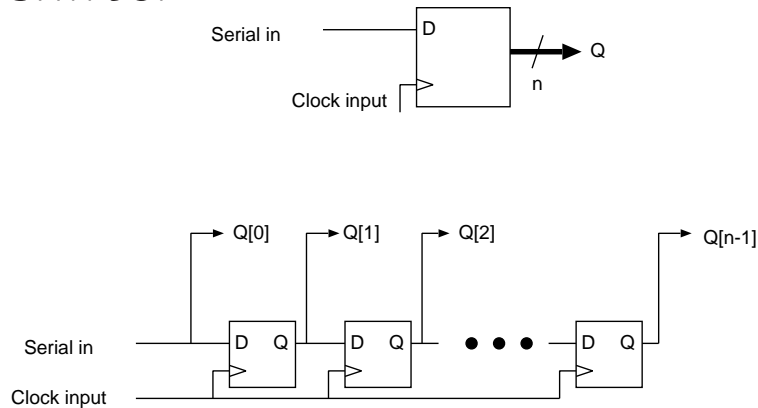 Serial in
D
Q
n
Clock input
Q[0] Q[1] Q[2] Q[n-1]
Serial in D Q D Q D Q
Clock input